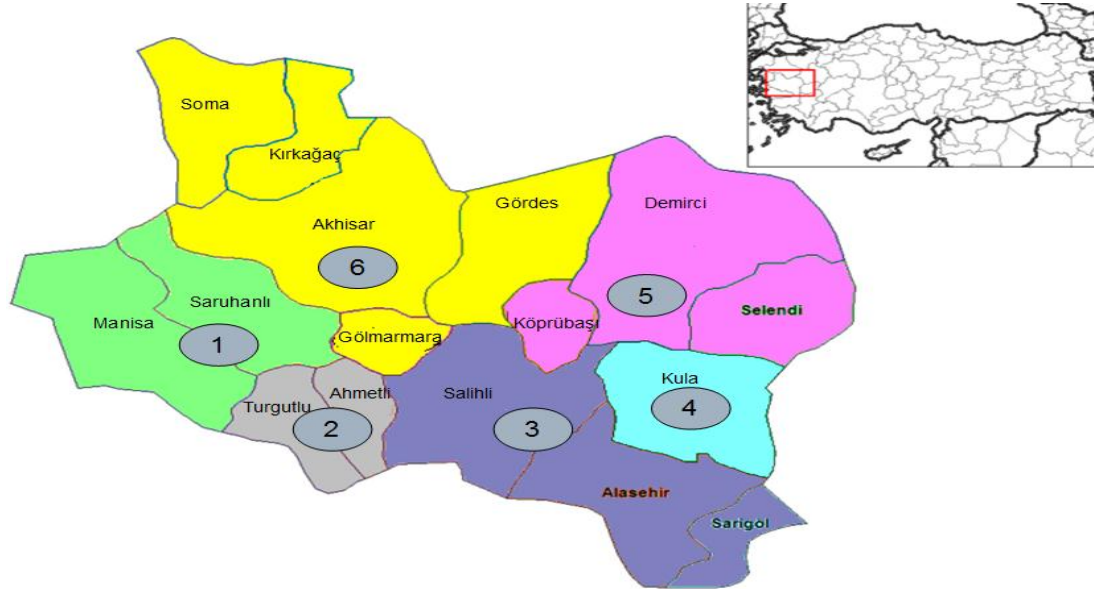 Soma
Kırkağaç
Gördes
Demirci
Akhisar
6
5
Saruhanlı
Selendi
Manisa
Köprübaşı
Gölmarmara
1
Kula
Ahmetli
Salihli
Turgutlu
4
2
3
Alasehir
Sarigöl